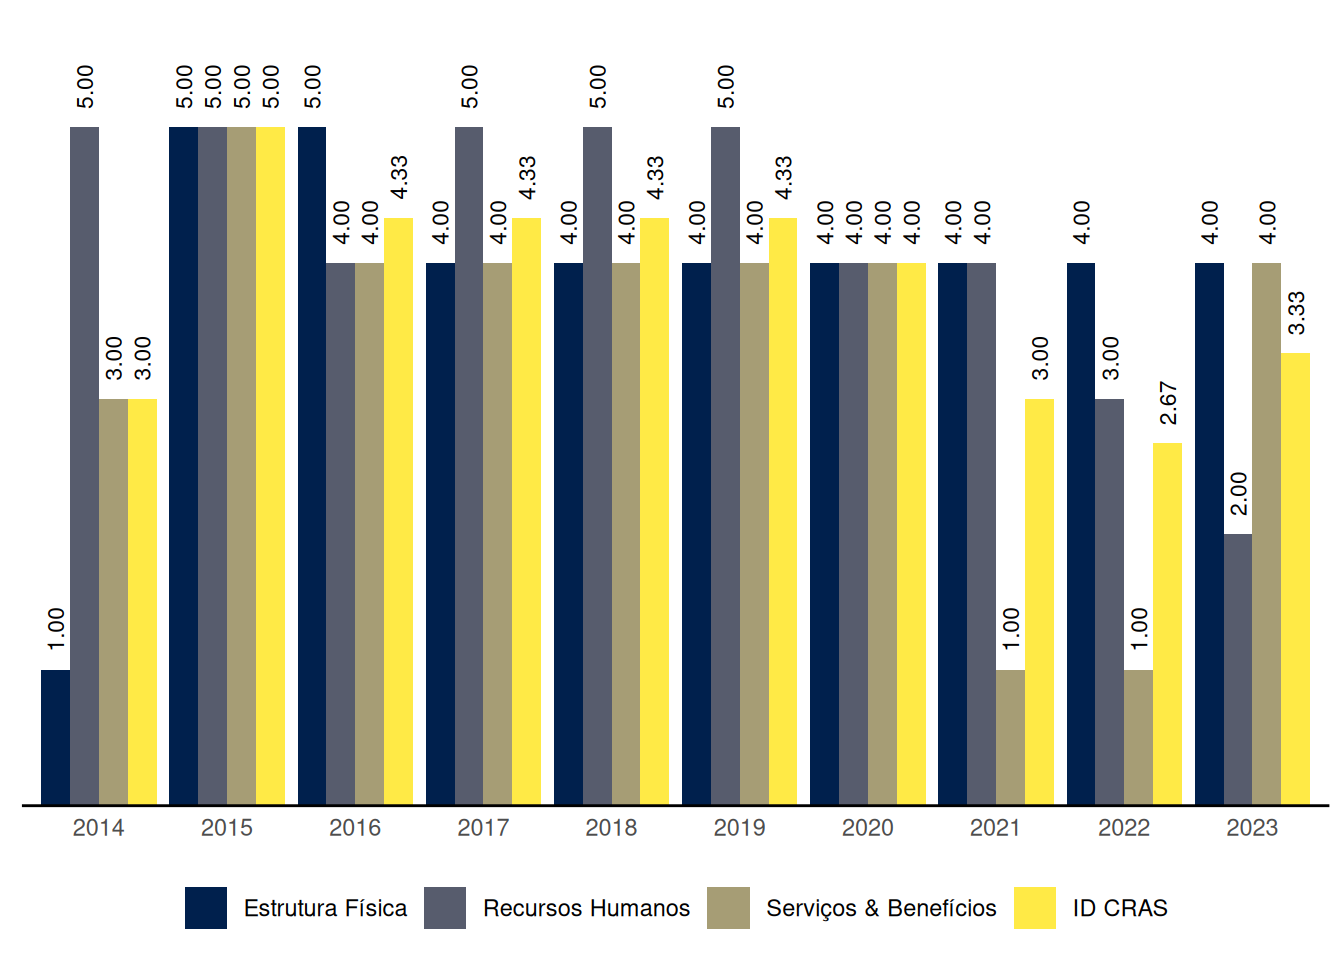 5.00 5.00 5.00 5.00 5.00 5.00 5.00 5.00 5.00
4.33 4.33 4.33 4.33
4.00 4.00 4.00 4.00 4.00 4.00 4.00 4.00 4.00 4.00 4.00 4.00 4.00 4.00 4.00 4.00 4.00
3.33
3.00 3.00 3.00 3.00
2.67
2.00
1.00 1.00 1.00
2014 2015 2016 2017 2018 2019 2020 2021 2022 2023
Estrutura Física Recursos Humanos Serviços & Benefícios ID CRAS